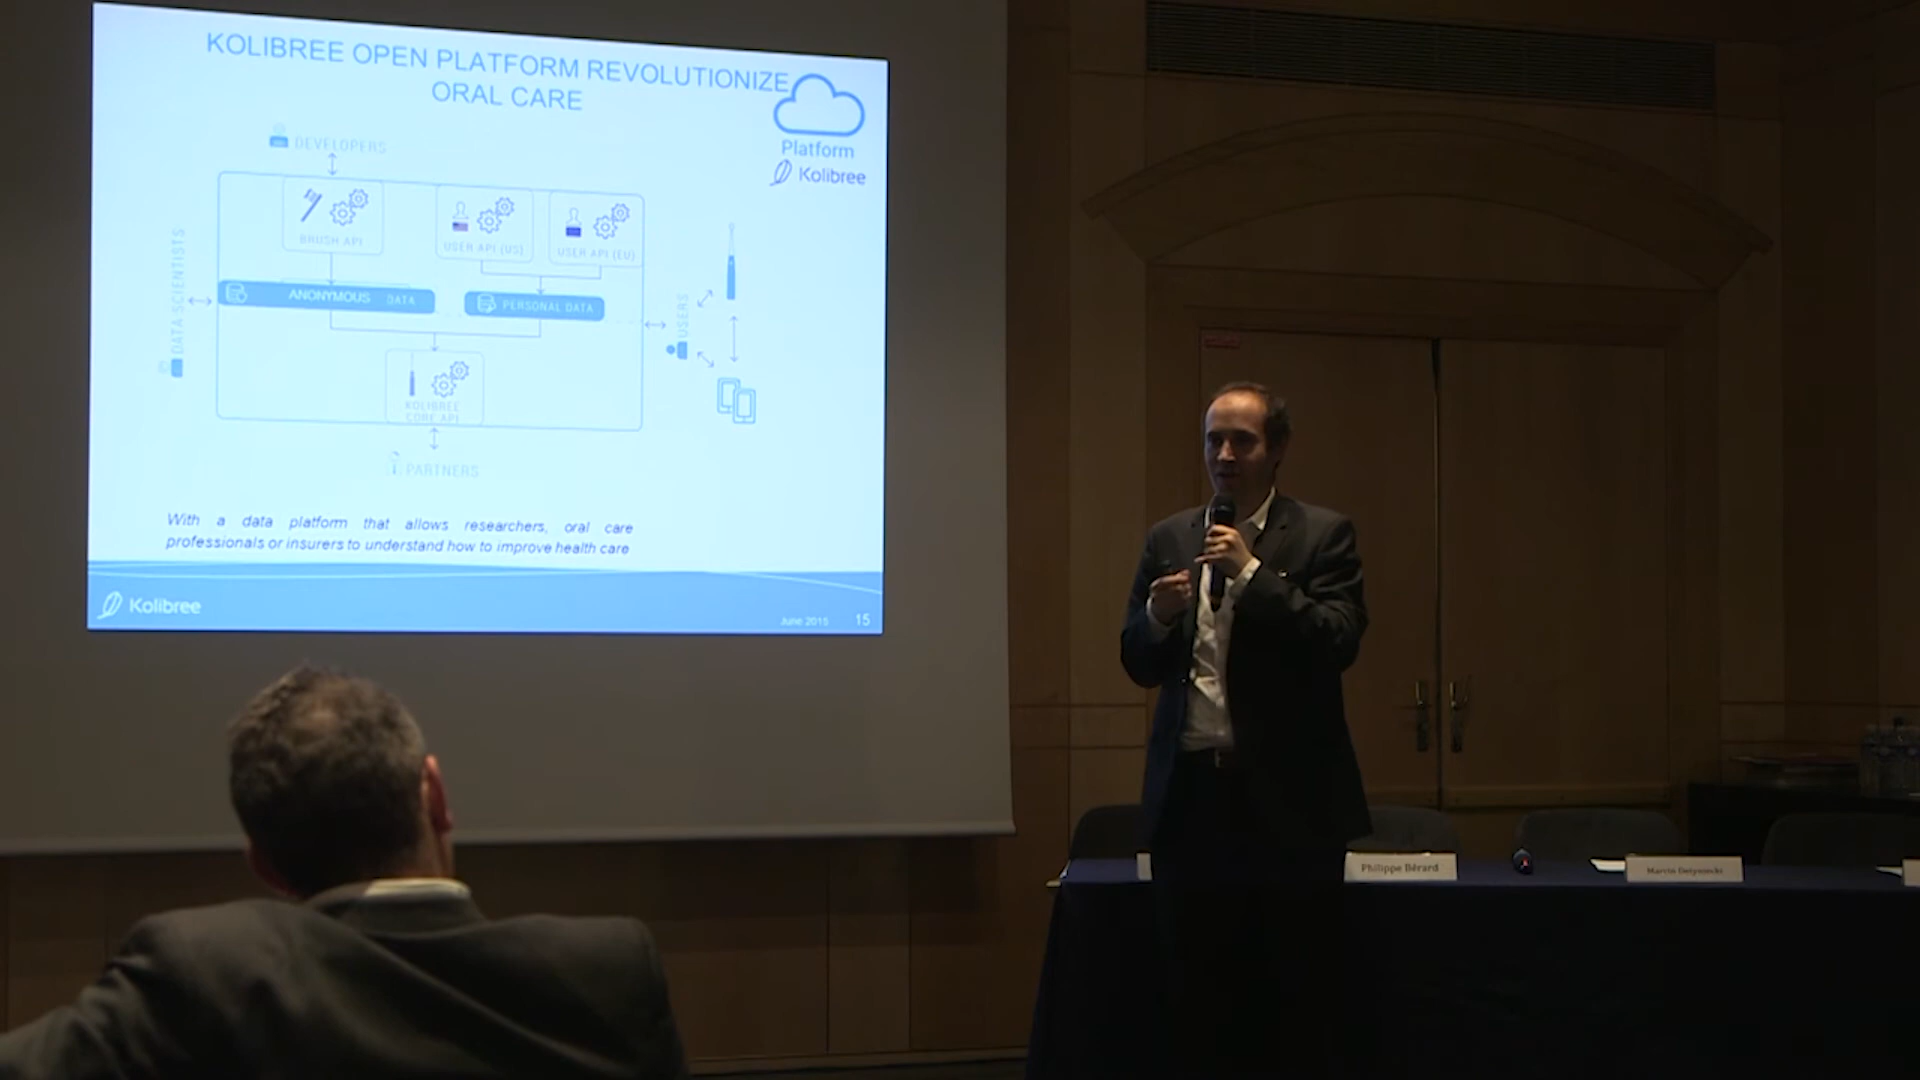 KOLIBREE OPEN PLATFORM REVOLUTIONIZE
ORAL CARE
Platform
Kolibree
DEVELOPERS
BRUSH API
USER API (US)
USER API (EU)
DATA SCIENTISTS
ANONYMOUS DATA
PERSONAL DATA
USERS
KOLIBREE
CORE API
PARTNERS
With a data platform that allows researchers, oral care
professionals or insurers to understand how to improve health care
Kolibree
June 2015
15
Philippe Bérard
Marcin